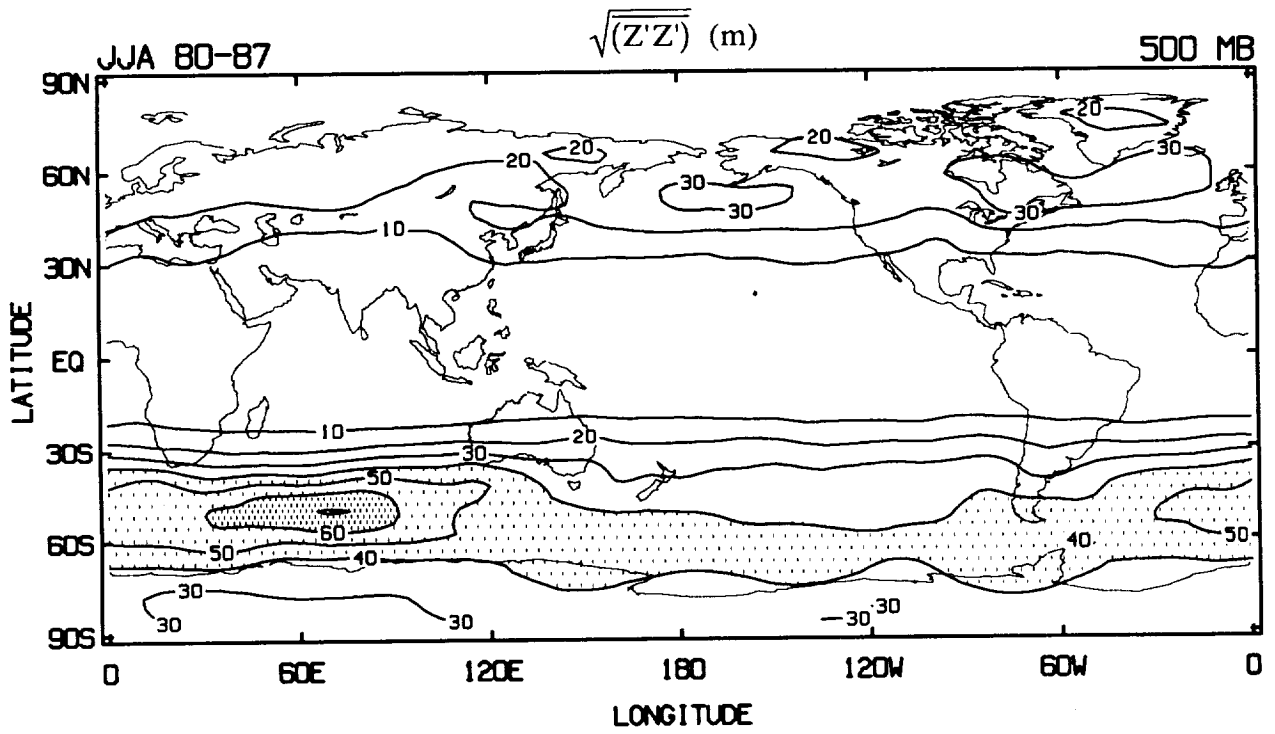 √(Z'Z') (m)
JJA 80-87 500 MB
90N
20
20
20
20 30
60N
30
30 30
10
30N
LATITUDE
EQ
10 20
30S 30
50
60
60S 50 40 40 50
30 30
30 30 -30
90S
0 60E 120E 180 120W 60W 0
LONGITUDE